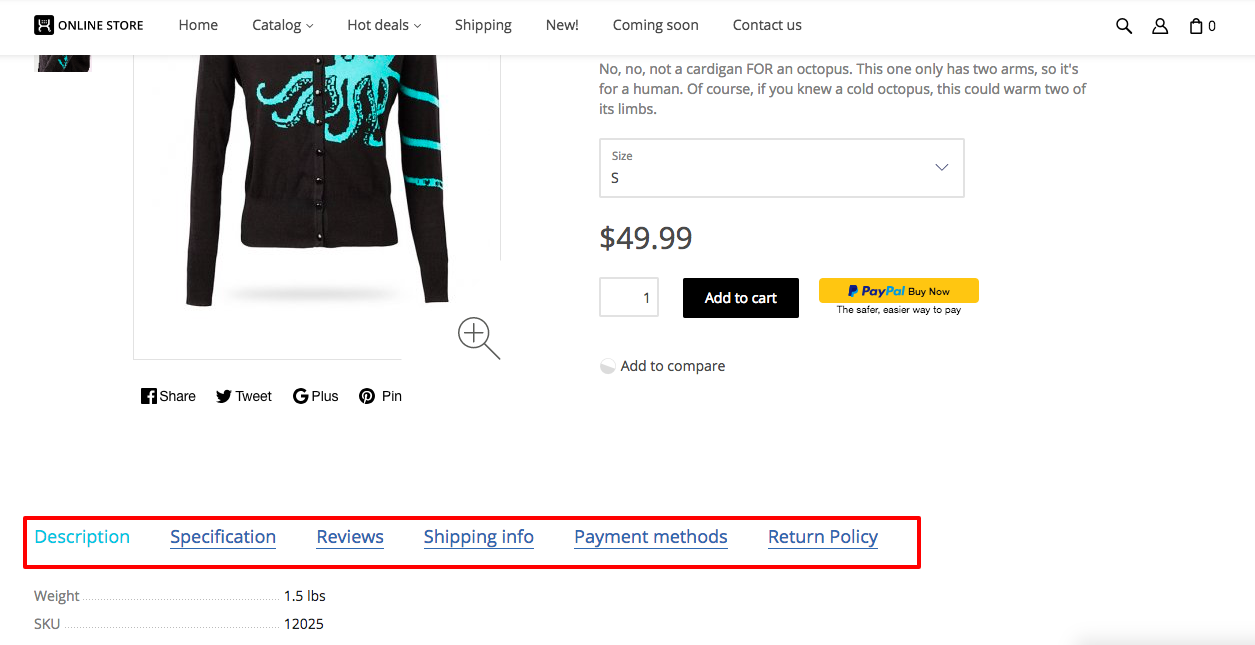 ONLINE STORE Home Catalog Hot deals Shipping New! Coming soon Contact us 0
No, no, not a cardigan FOR an octopus. This one only has two arms, so it's
for a human. Of course, if you knew a cold octopus, this could warm two of
its limbs.
Size
S
$49.99
1 Add to cart PayPal Buy Now
The safer, easier way to pay
Add to compare
Share Tweet Plus Pin
Description Specification Reviews Shipping info Payment methods Return Policy
Weight 1.5 lbs
SKU 12025